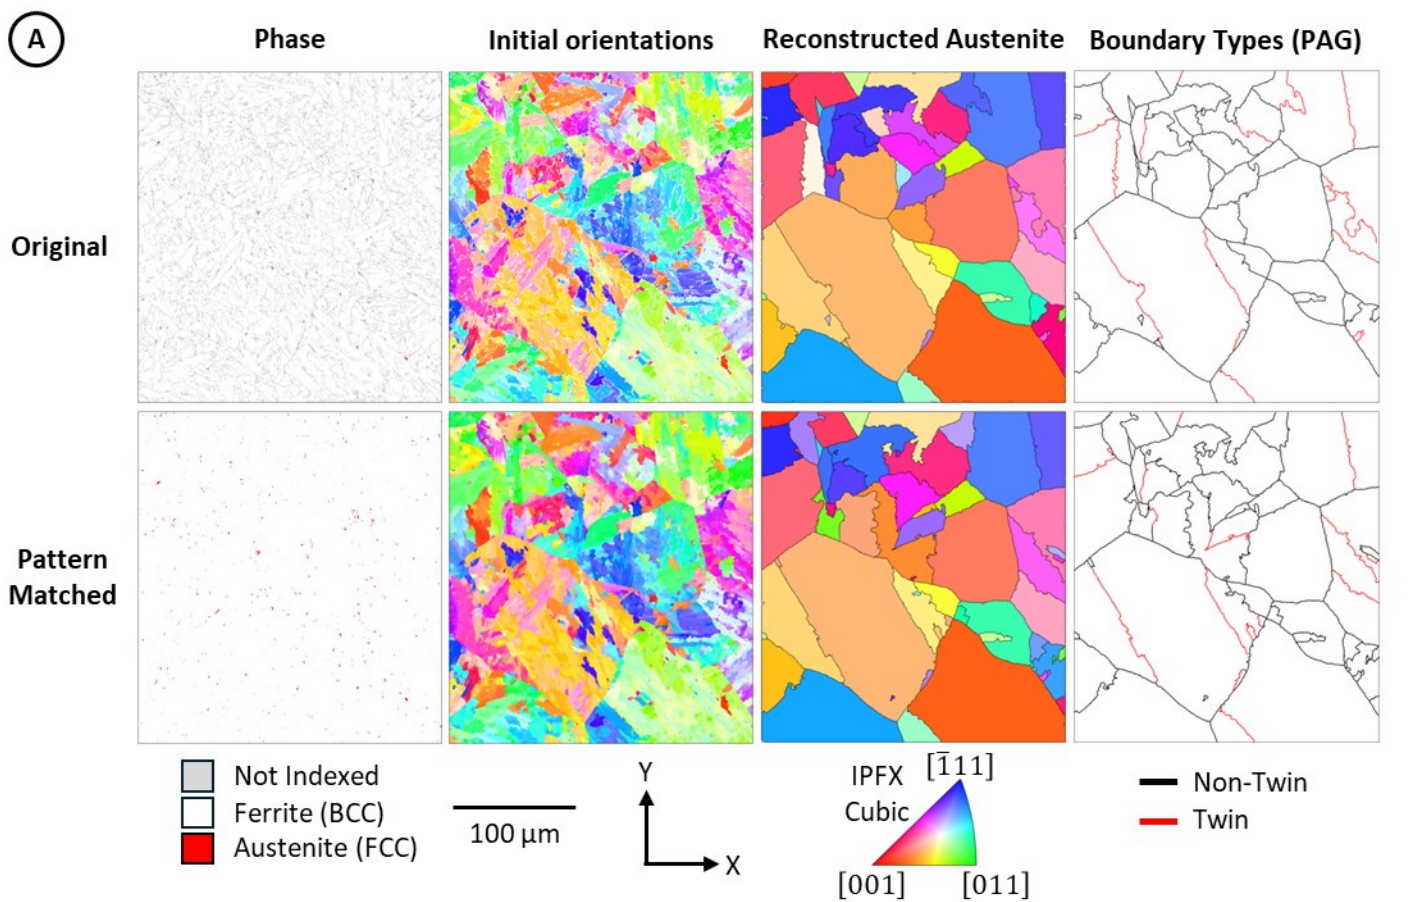 A
Phase
Initial orientations
Reconstructed Austenite
Boundary Types (PAG)
Original
Pattern
Matched
Not Indexed
Ferrite (BCC)
Austenite (FCC)
100 µm
Y
X
IPFX
Cubic
[1̅11]
[001]
[011]
Non-Twin
Twin